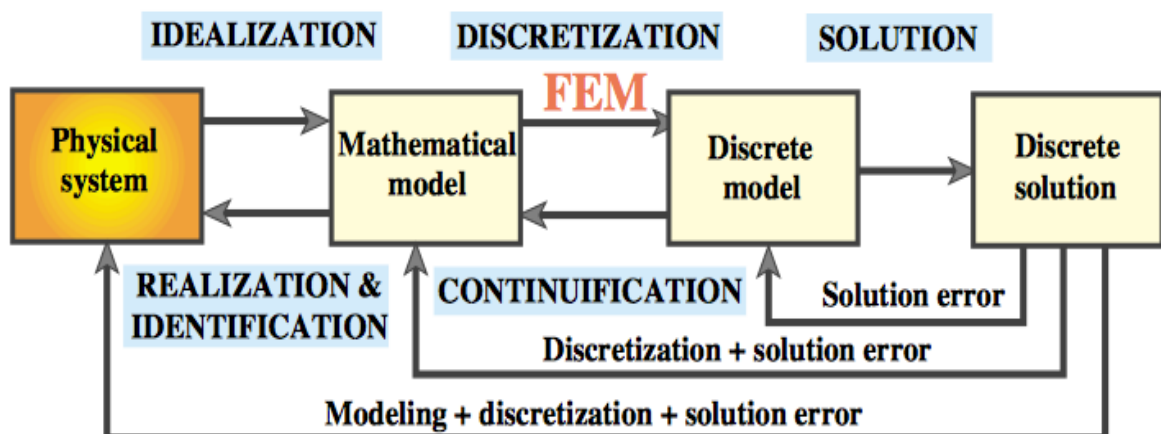 IDEALIZATION
DISCRETIZATION
SOLUTION
FEM
Physical
system
Mathematical
model
Discrete
model
Discrete
solution
REALIZATION &
IDENTIFICATION
CONTINUIFICATION
Solution error
Discretization + solution error
Modeling + discretization + solution error